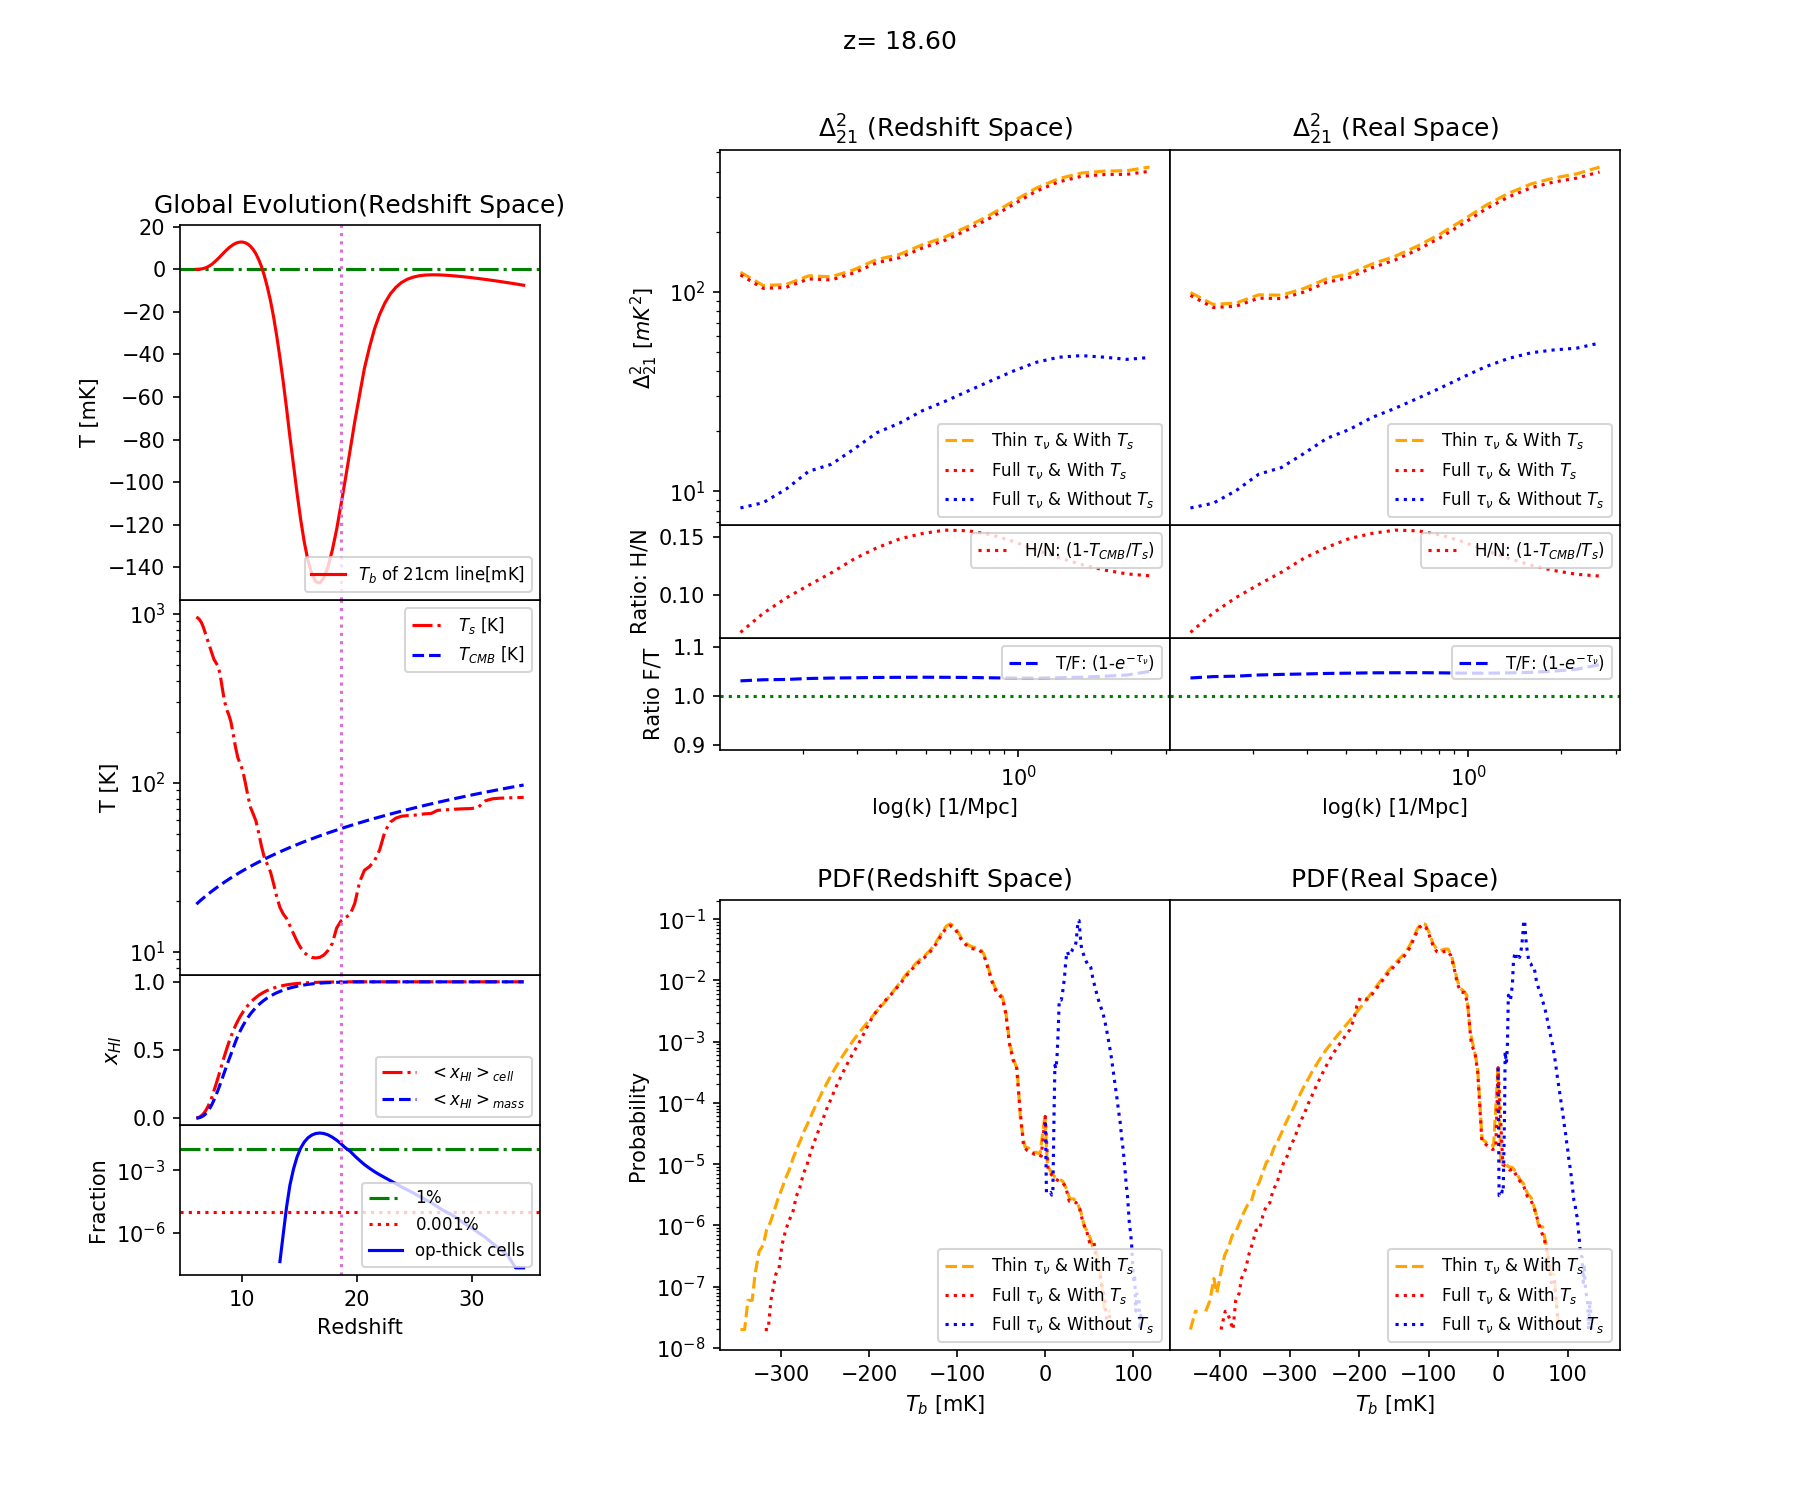 z= 18.60
Global Evolution(Redshift Space)
20
0
−20
−40
−60
−80
−100
−120
−140
T [mK]
T_b of 21cm line[mK]
10^3
10^2
10^1
T [K]
T_s [K]
T_CMB [K]
1.0
0.5
0.0
x_HI
<x_HI>_cell
<x_HI>_mass
10^−3
10^−6
Fraction
1%
0.001%
op-thick cells
10 20 30
Redshift
Δ^2_21 (Redshift Space)
Δ^2_21 (Real Space)
10^2
10^1
Δ^2_21 [mK^2]
Thin τ_ν & With T_s
Full τ_ν & With T_s
Full τ_ν & Without T_s
Thin τ_ν & With T_s
Full τ_ν & With T_s
Full τ_ν & Without T_s
0.15
0.10
Ratio: H/N
H/N: (1-T_CMB/T_s)
H/N: (1-T_CMB/T_s)
1.1
1.0
0.9
Ratio F/T
T/F: (1-e^−τ_ν)
T/F: (1-e^−τ_ν)
10^0
10^0
log(k) [1/Mpc]
log(k) [1/Mpc]
PDF(Redshift Space)
PDF(Real Space)
10^−1
10^−2
10^−3
10^−4
10^−5
10^−6
10^−7
10^−8
Probability
Thin τ_ν & With T_s
Full τ_ν & With T_s
Full τ_ν & Without T_s
Thin τ_ν & With T_s
Full τ_ν & With T_s
Full τ_ν & Without T_s
−300 −200 −100 0 100
−400 −300 −200 −100 0 100
T_b [mK]
T_b [mK]